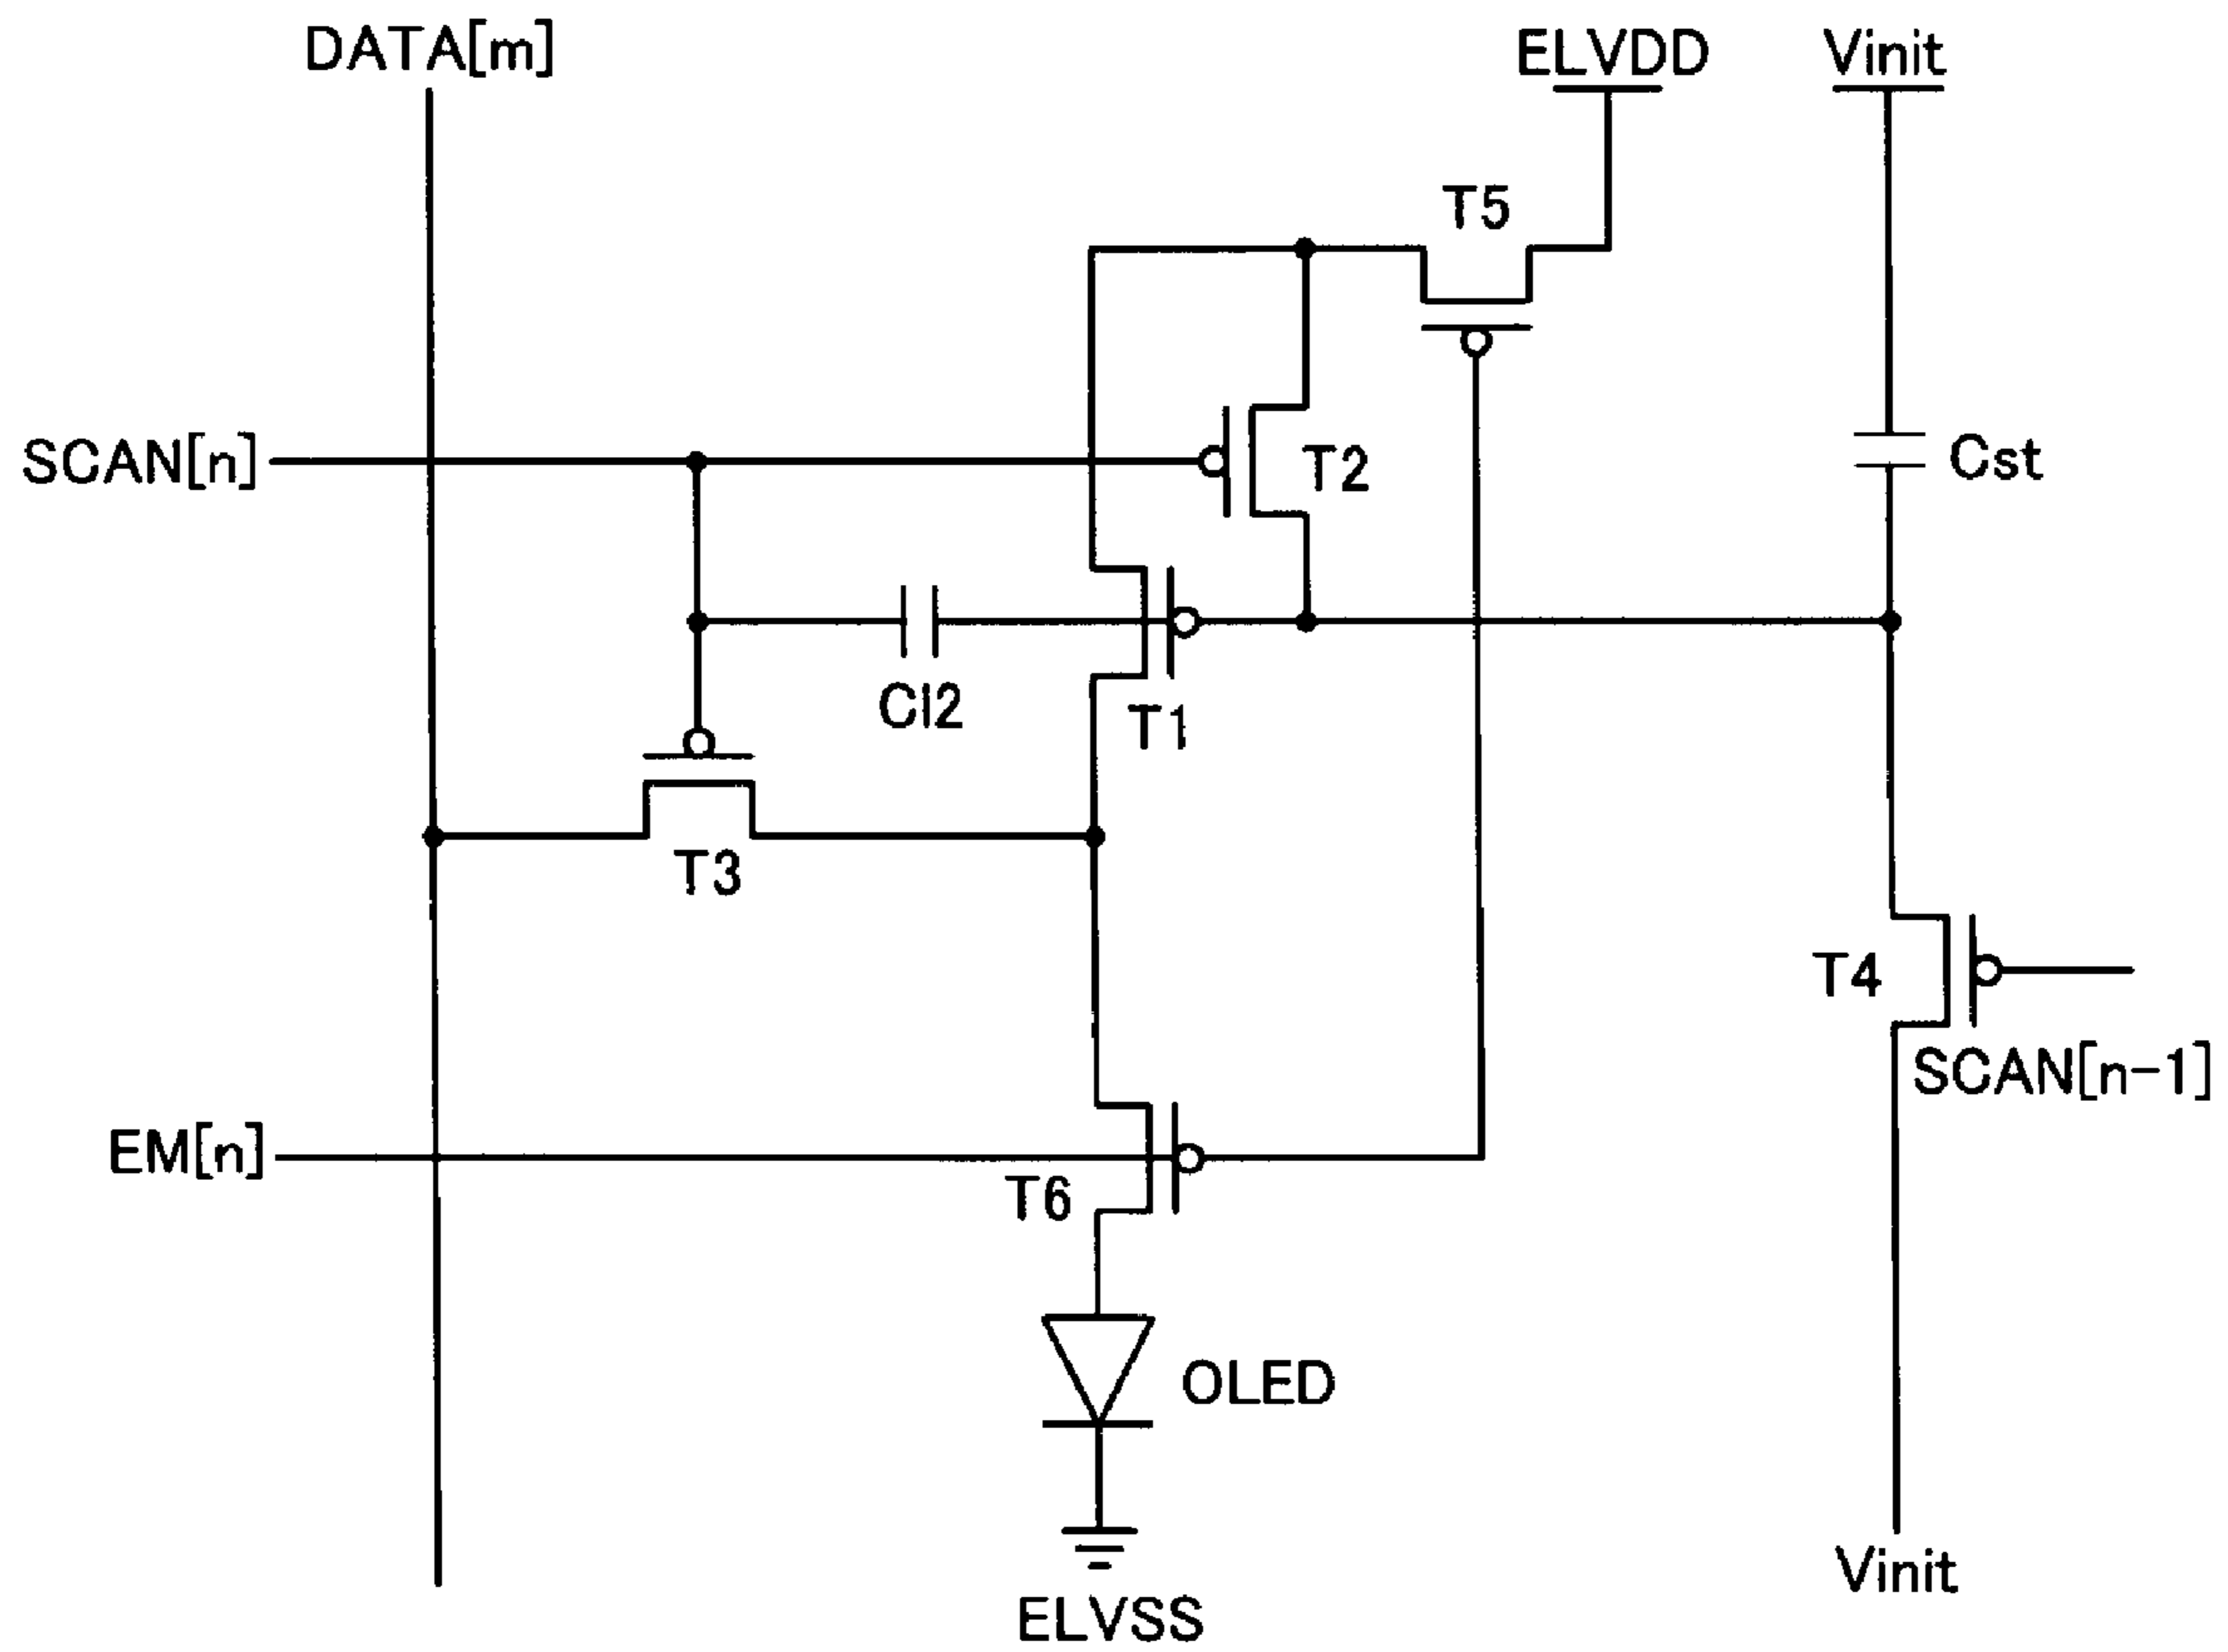 DATA[m]
ELVDD
Vinit
T5
SCAN[n]
T2
Cst
Cl2
T1
T3
T4
SCAN[n-1]
EM[n]
T6
OLED
Vinit
ELVSS